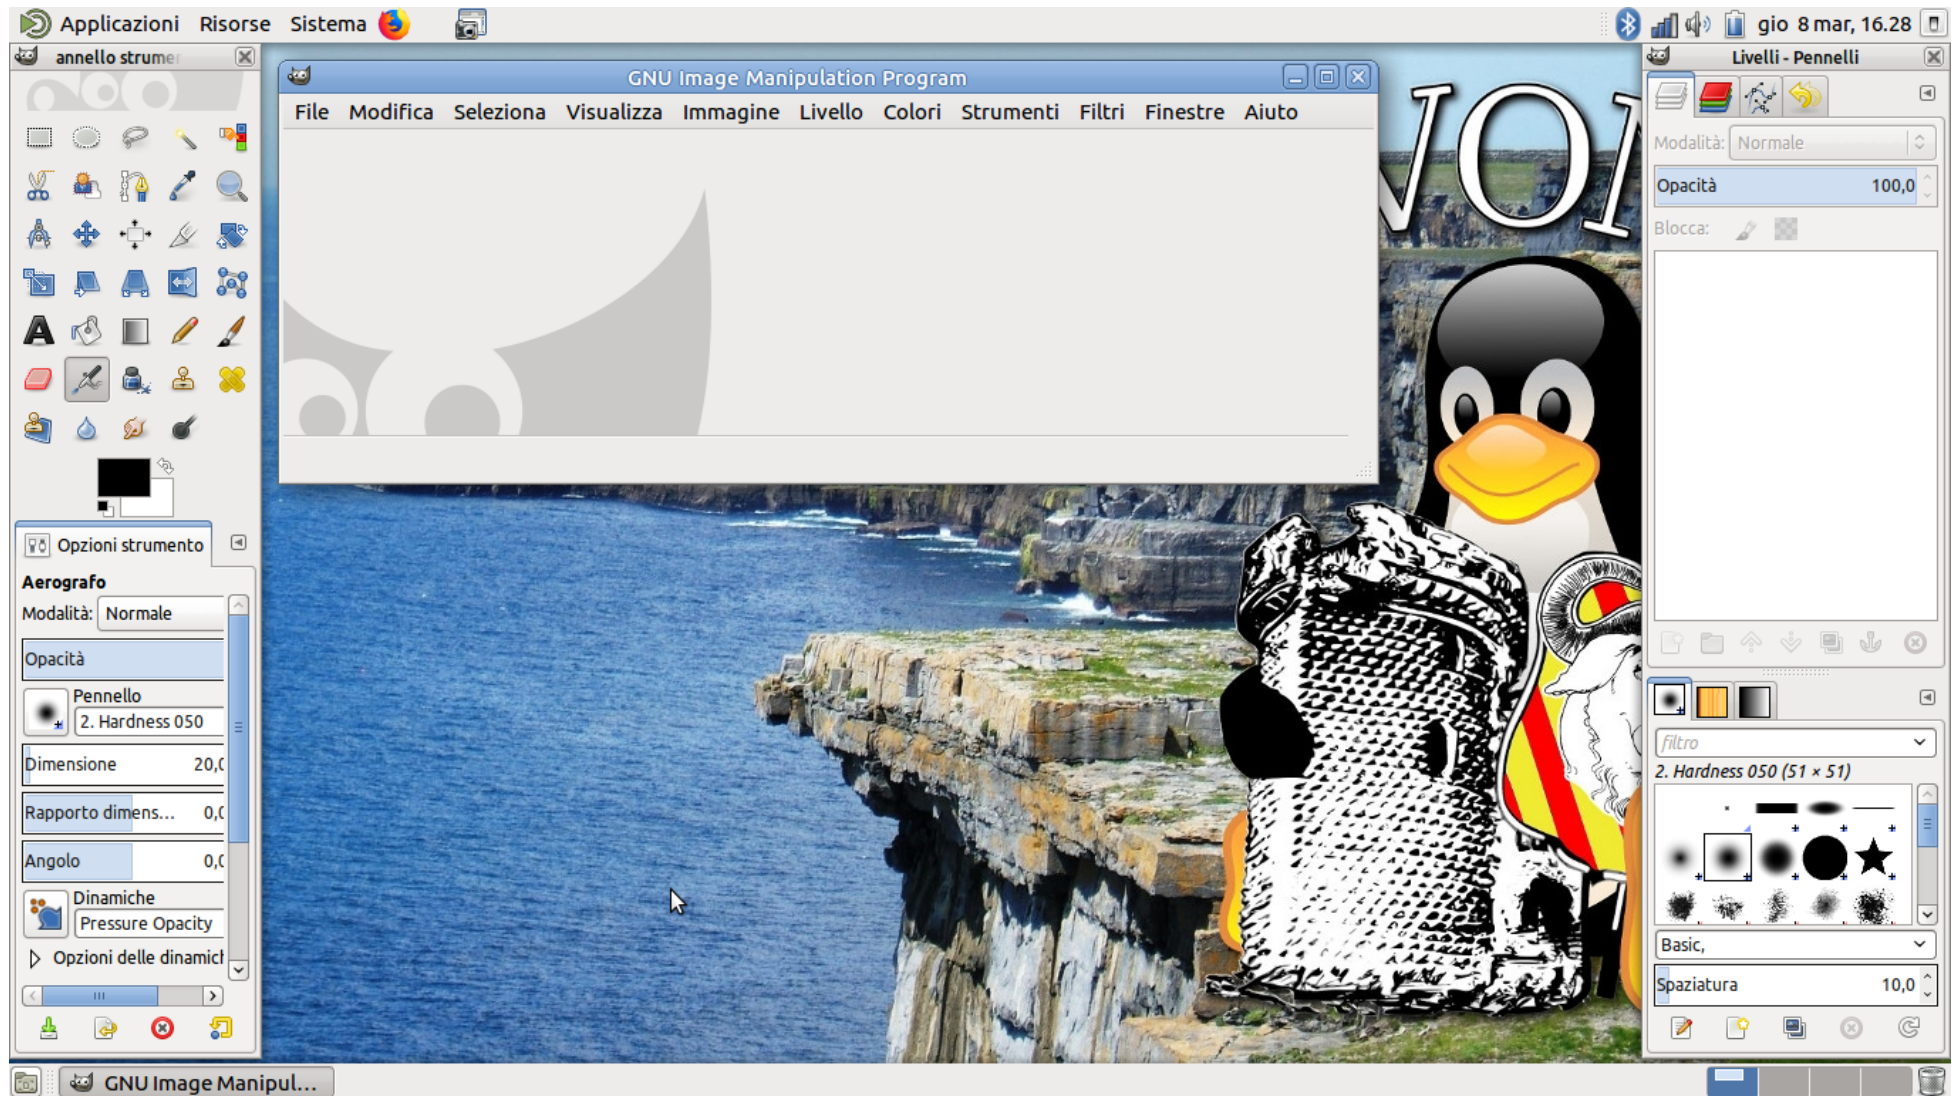 Applicazioni Risorse Sistema
gio 8 mar, 16.28
annello strumer
GNU Image Manipulation Program
File Modifica Seleziona Visualizza Immagine Livello Colori Strumenti Filtri Finestre Aiuto
Opzioni strumento
Aerografo
Modalità: Normale
Opacità
Pennello
2. Hardness 050
Dimensione 20,0
Rapporto dimens... 0,0
Angolo 0,0
Dinamiche
Pressure Opacity
Opzioni delle dinamich
Livelli - Pennelli
Modalità: Normale
Opacità 100,0
Blocca:
filtro
2. Hardness 050 (51 × 51)
Basic,
Spaziatura 10,0
GNU Image Manipul...